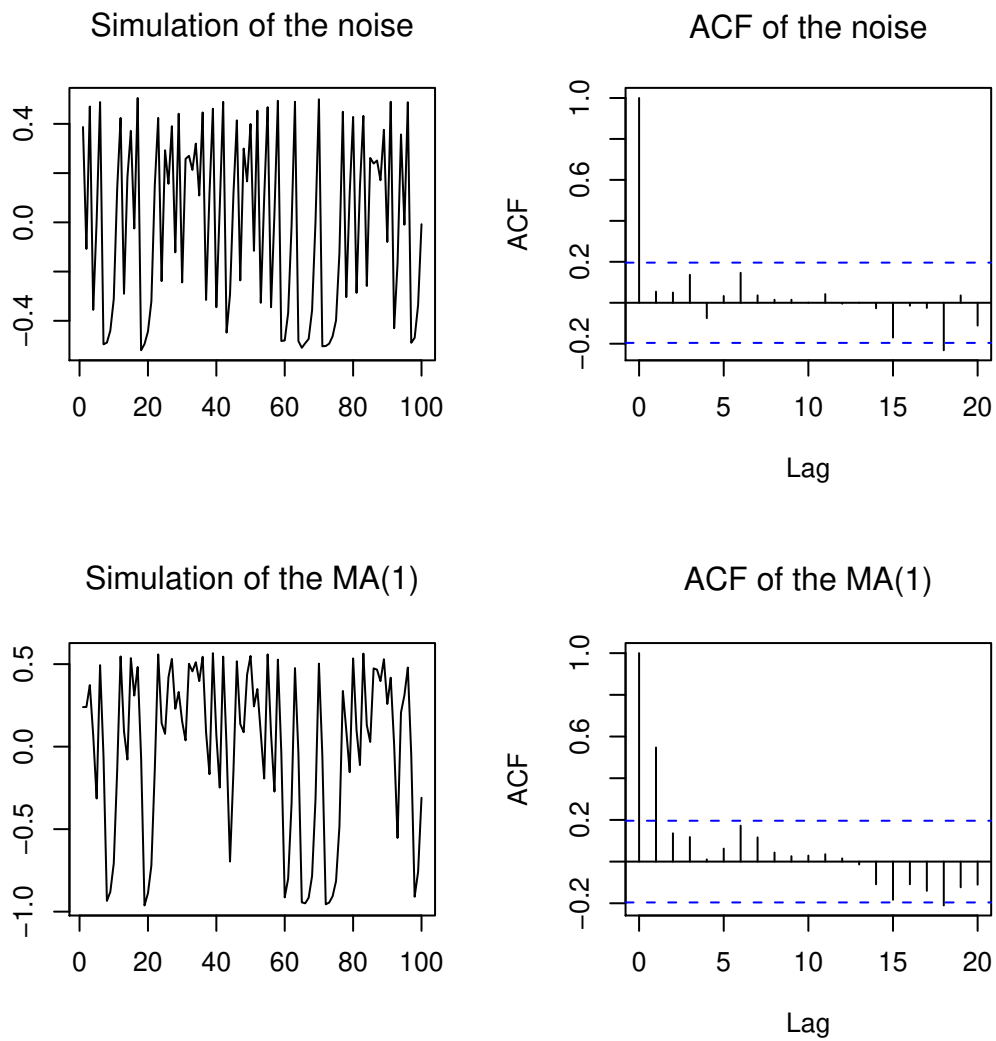 Simulation of the noise
0.4
0.0
−0.4
0 20 40 60 80 100
ACF of the noise
ACF
1.0
0.6
0.2
−0.2
0 5 10 15 20
Lag
Simulation of the MA(1)
0.5
0.0
−0.5
−1.0
0 20 40 60 80 100
ACF of the MA(1)
ACF
1.0
0.6
0.2
−0.2
0 5 10 15 20
Lag